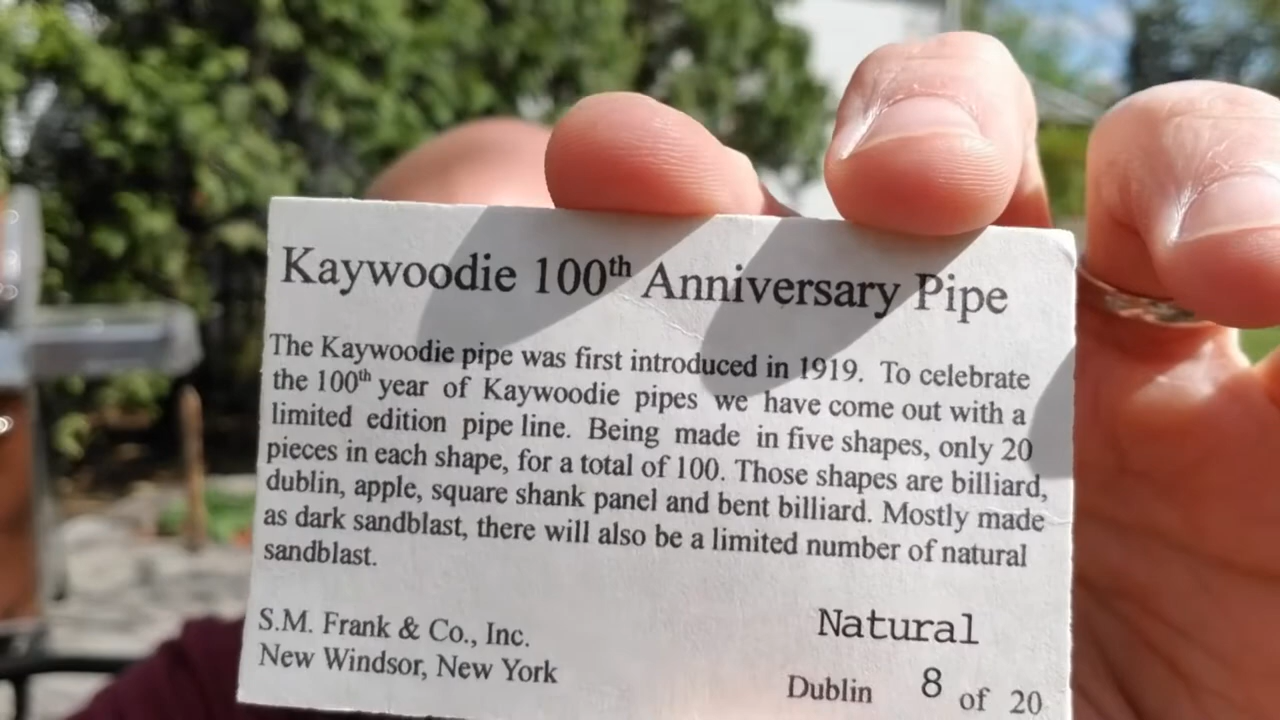 Kaywoodie 100th Anniversary Pipe
The Kaywoodie pipe was first introduced in 1919. To celebrate
the 100th year of Kaywoodie pipes we have come out with a
limited edition pipe line. Being made in five shapes, only 20
pieces in each shape, for a total of 100. Those shapes are billiard,
dublin, apple, square shank panel and bent billiard. Mostly made
as dark sandblast, there will also be a limited number of natural
sandblast.
S.M. Frank & Co., Inc.
New Windsor, New York
Natural
Dublin 8 of 20